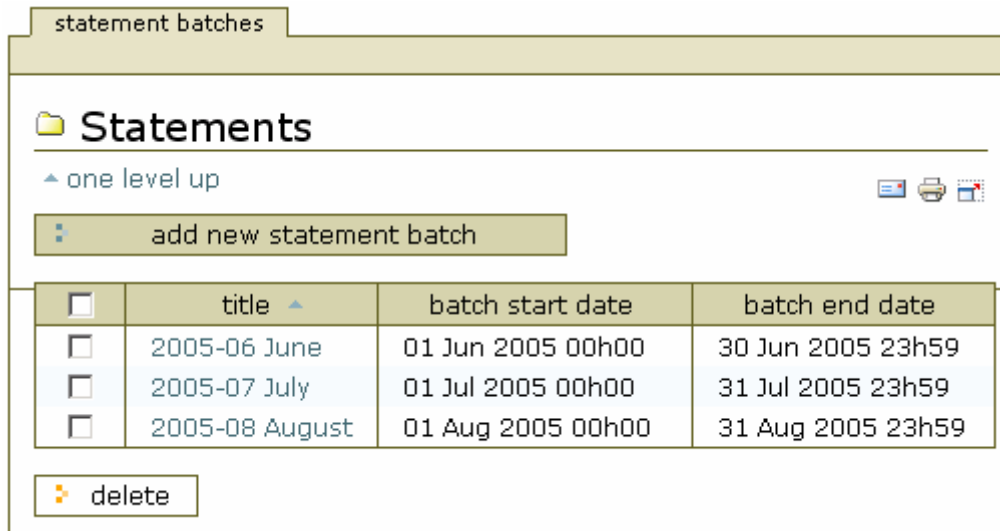 statement batches
Statements
one level up
add new statement batch
title batch start date batch end date
2005-06 June 01 Jun 2005 00h00 30 Jun 2005 23h59
2005-07 July 01 Jul 2005 00h00 31 Jul 2005 23h59
2005-08 August 01 Aug 2005 00h00 31 Aug 2005 23h59
delete